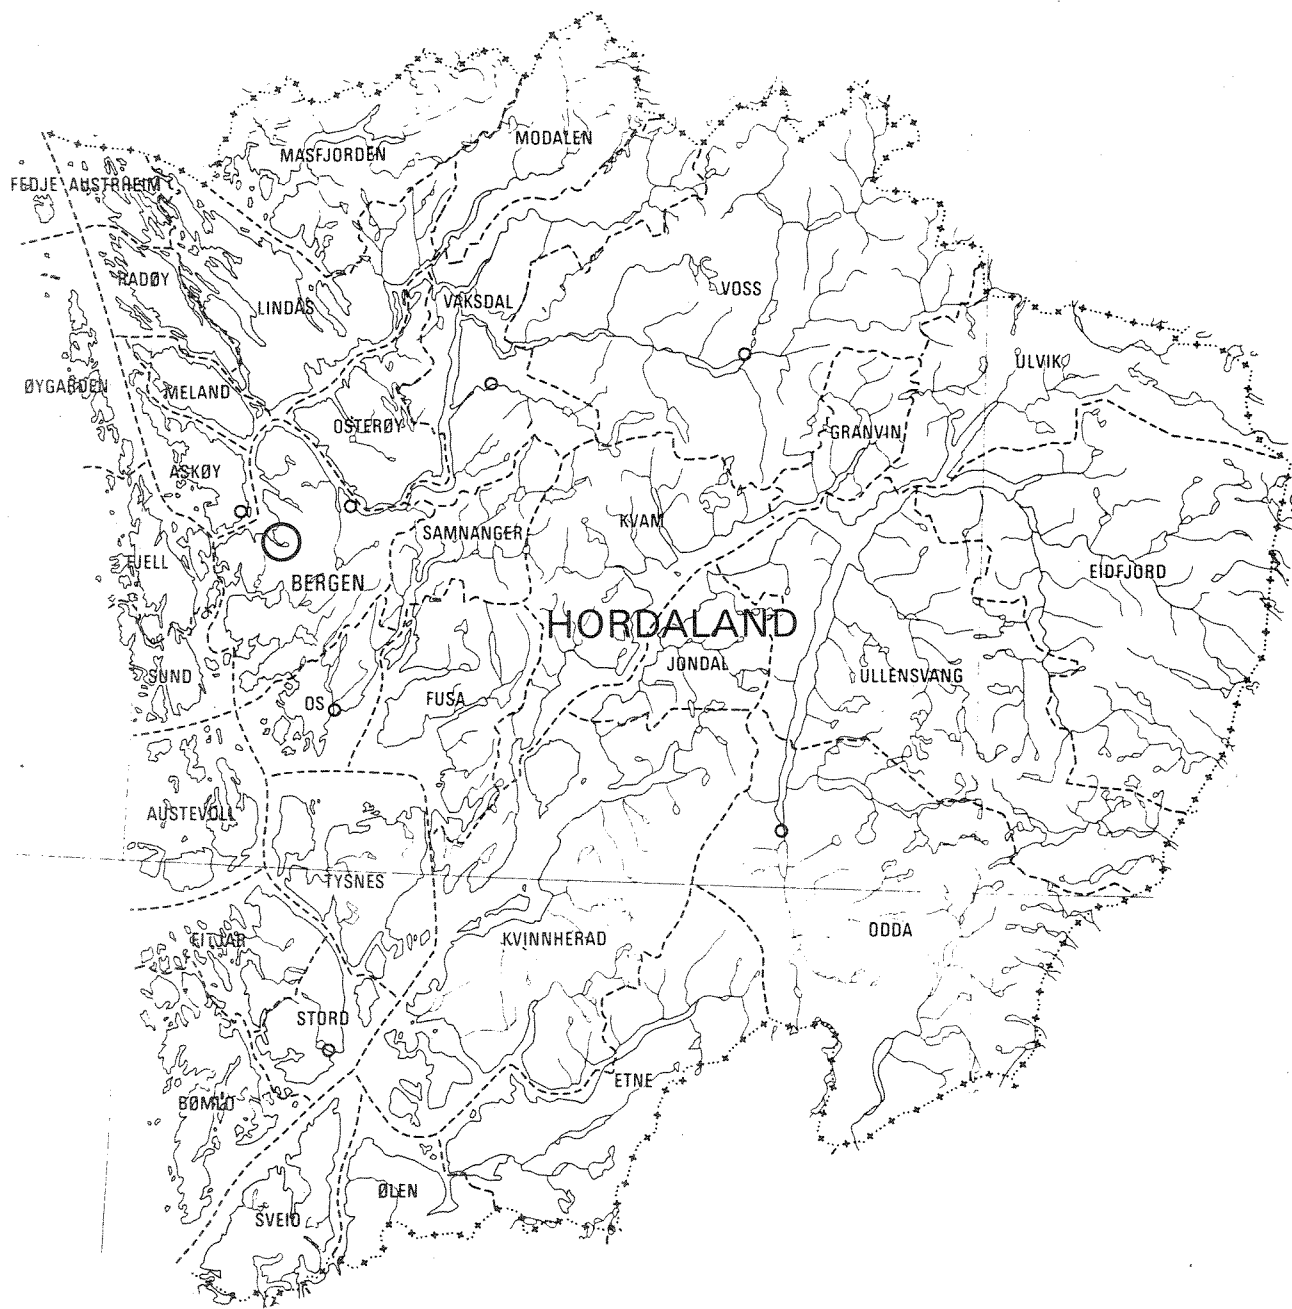 MODALEN
MASFJORDEN
FEDJE AUSTRHEIM
RADØY
LINDÅS
VAKSDAL
VOSS
ULVIK
ØYGARDEN
MELAND
OSTERØY
GRANVIN
ASKØY
SAMNANGER
KVAM
FJELL
BERGEN
EIDFJORD
HORDALAND
JONDAL
SUND
ULLENSVANG
OS
FUSA
AUSTEVOLL
TYSNES
FITJAR
KVINNHERAD
ODDA
STORD
ETNE
BØMLO
ØLEN
SVEIO